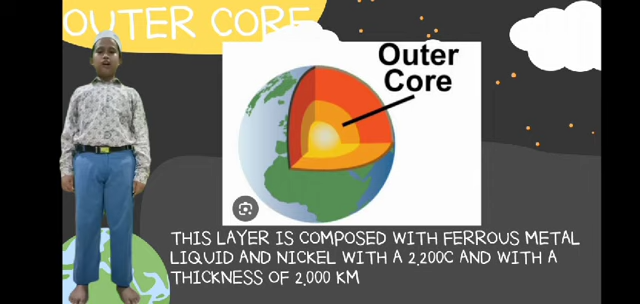 OUTER CORE
Outer
Core
THIS LAYER IS COMPOSED WITH FERROUS METAL
LIQUID AND NICKEL WITH A 2,200C AND WITH A
THICKNESS OF 2,000 KM